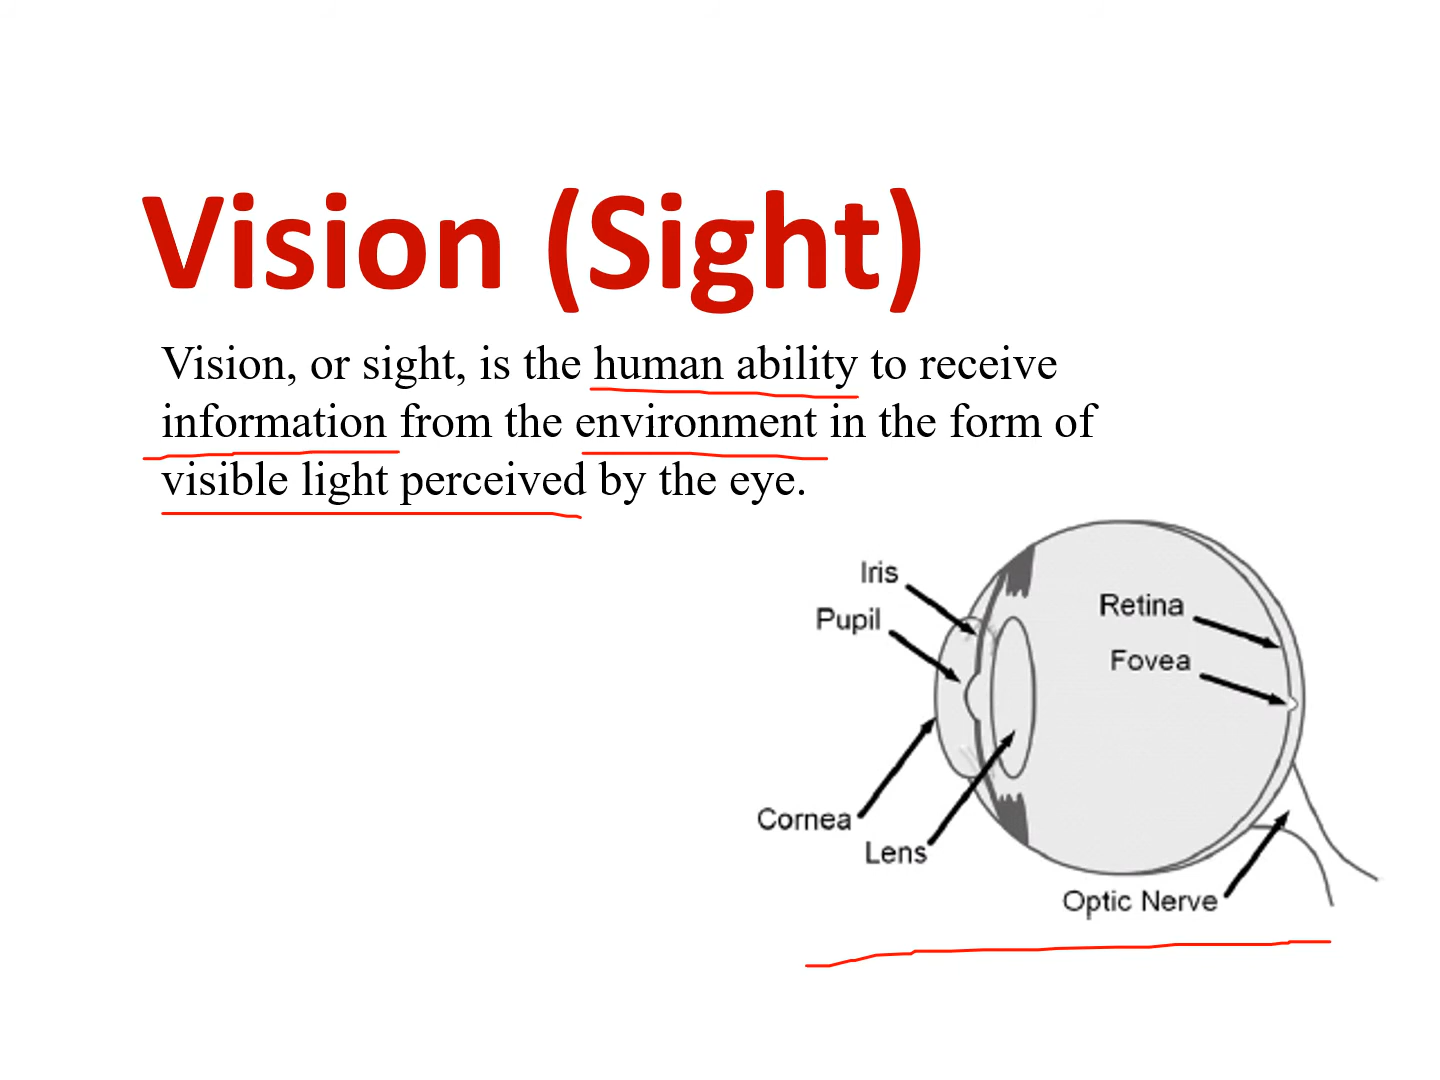 Vision (Sight)
Vision, or sight, is the human ability to receive
information from the environment in the form of
visible light perceived by the eye.
Iris
Pupil
Retina
Fovea
Cornea
Lens
Optic Nerve